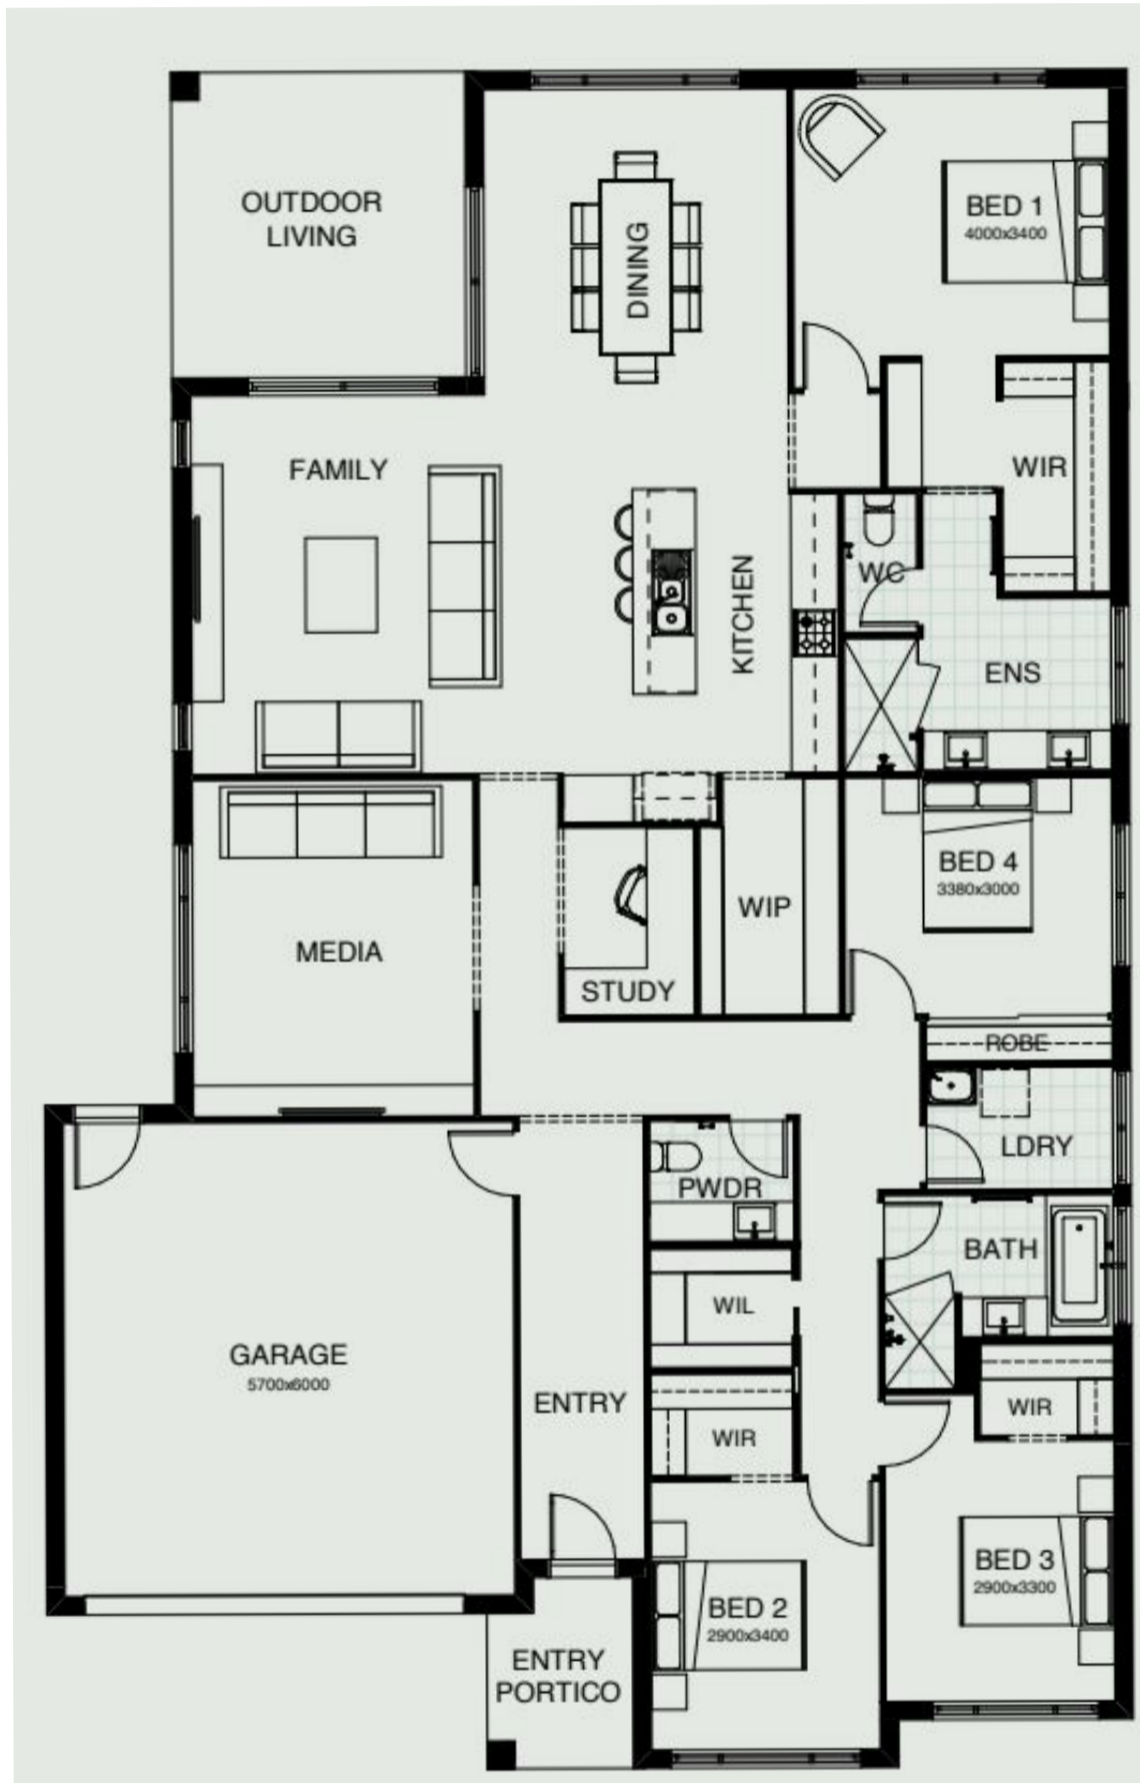 OUTDOOR
LIVING
DINING
BED 1
4000x3400
FAMILY
WIR
KITCHEN
WC
ENS
BED 4
3380x3000
WIP
MEDIA
STUDY
ROBE
LDRY
PWDR
BATH
WIL
GARAGE
5700x6000
ENTRY
WIR
WIR
BED 3
2900x3300
BED 2
2900x3400
ENTRY
PORTICO